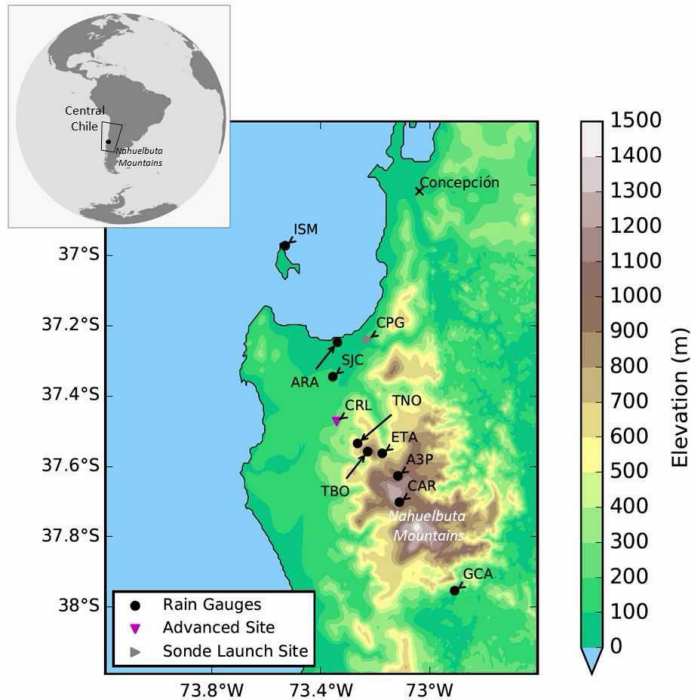 Central
Chile
Nahuelbuta
Mountains
Concepción
ISM
37°S
37.2°S
CPG
SJC
ARA
37.4°S
CRL
TNO
ETA
37.6°S
A3P
TBO
CAR
Nahuelbuta
Mountains
37.8°S
GCA
38°S
Rain Gauges
Advanced Site
Sonde Launch Site
73.8°W
73.4°W
73°W
1500
1400
1300
1200
1100
1000
900
800
700
600
500
400
300
200
100
0
Elevation (m)